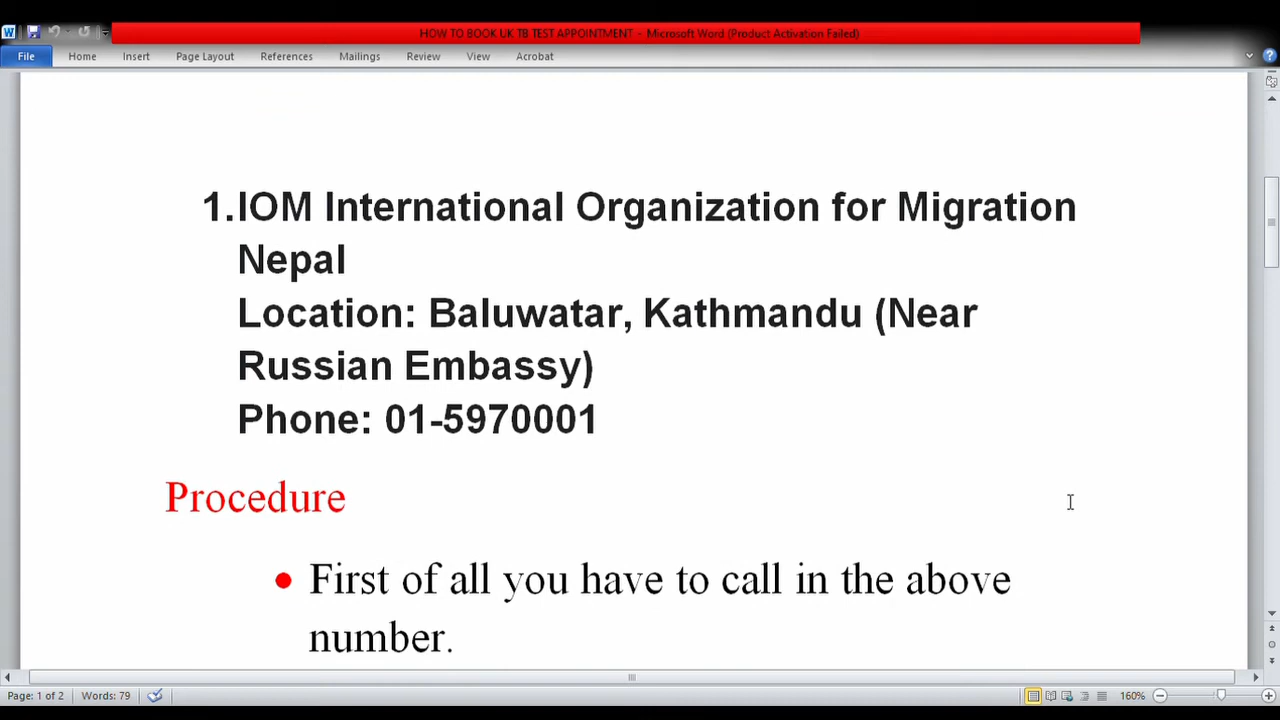 HOW TO BOOK UK TB TEST APPOINTMENT - Microsoft Word (Product Activation Failed)
File Home Insert Page Layout References Mailings Review View Acrobat
1.IOM International Organization for Migration
Nepal
Location: Baluwatar, Kathmandu (Near
Russian Embassy)
Phone: 01-5970001
Procedure
• First of all you have to call in the above
number.
Page: 1 of 2 Words: 79 160%